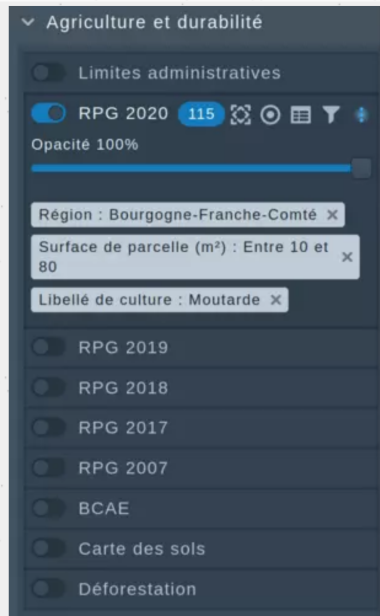 Agriculture et durabilité
Limites administratives
RPG 2020 115
Opacité 100%
Région : Bourgogne-Franche-Comté ×
Surface de parcelle (m²) : Entre 10 et
80 ×
Libellé de culture : Moutarde ×
RPG 2019
RPG 2018
RPG 2017
RPG 2007
BCAE
Carte des sols
Déforestation